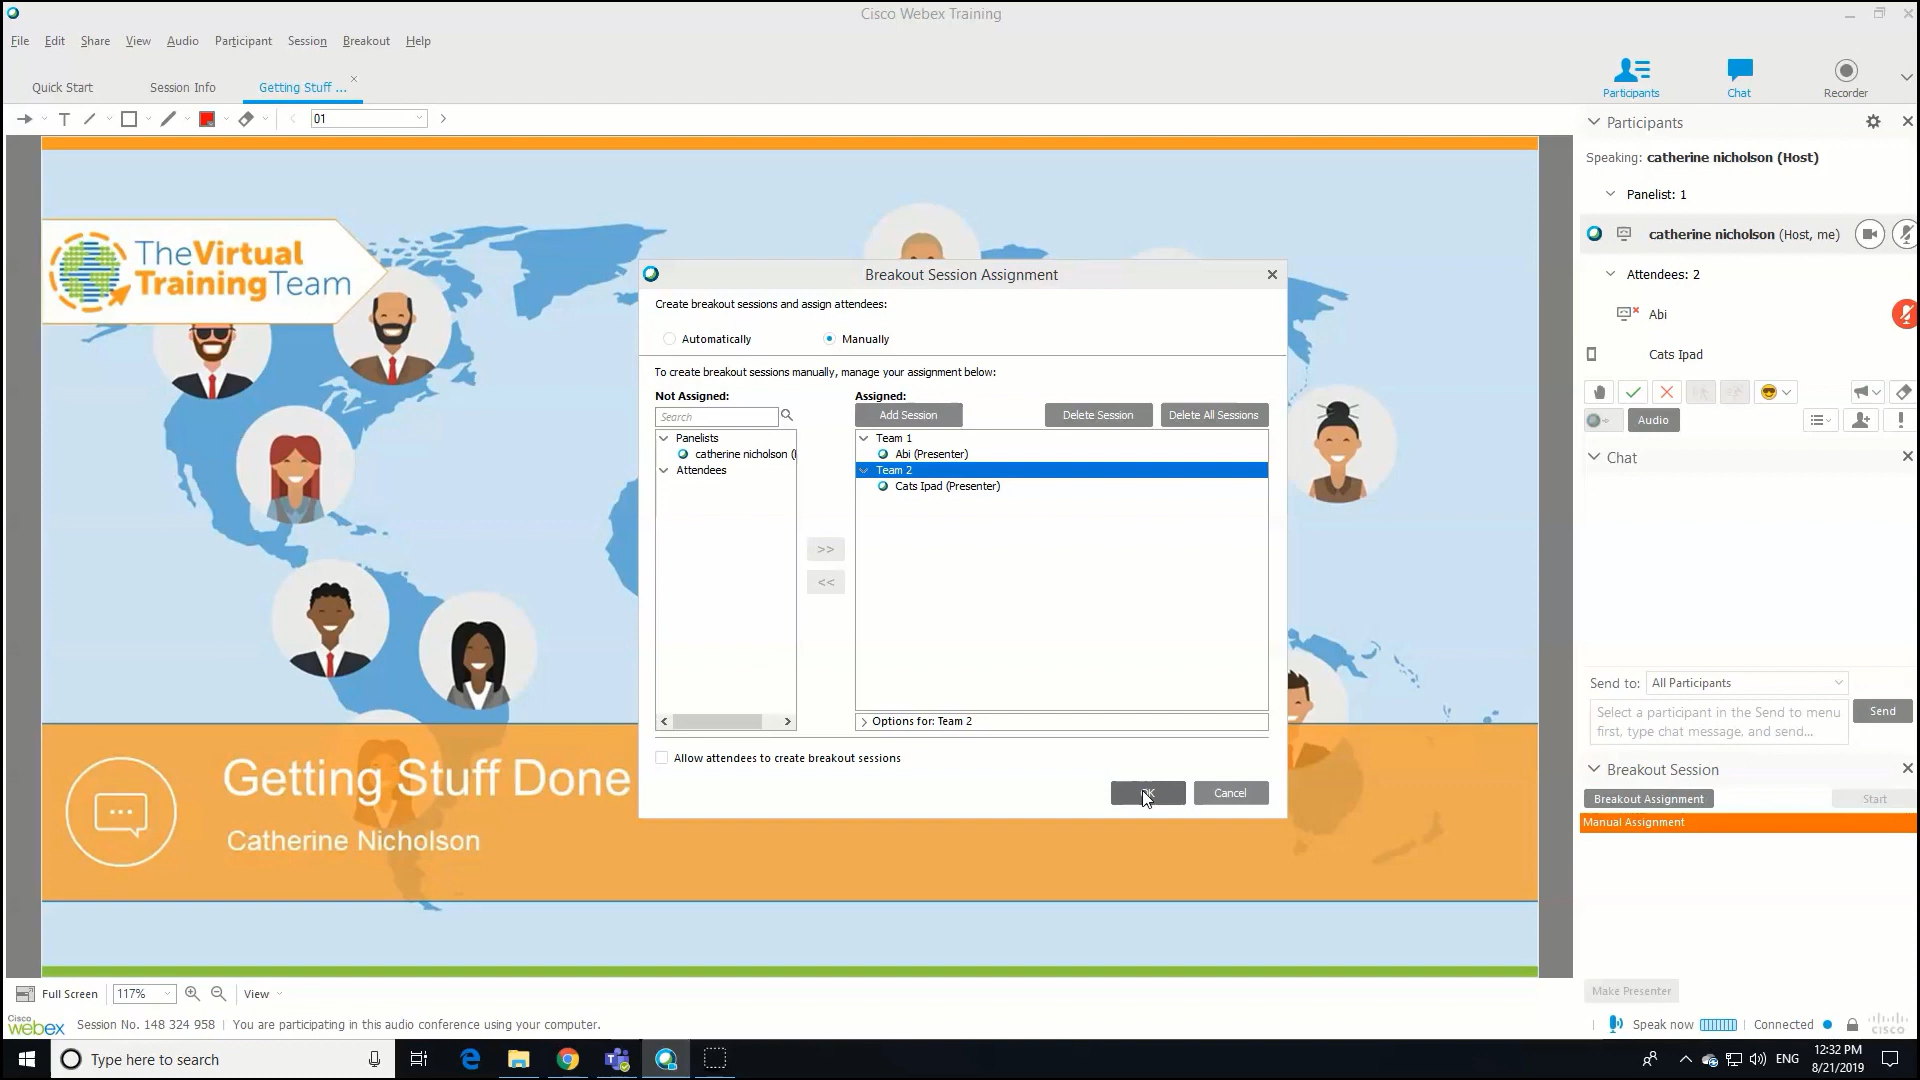 Cisco Webex Training
File Edit Share View Audio Participant Session Breakout Help
Quick Start Session Info Getting Stuff ...
Participants Chat Recorder
T 01
TheVirtual
TrainingTeam
Getting Stuff Done
Catherine Nicholson
Breakout Session Assignment
Create breakout sessions and assign attendees:
Automatically Manually
To create breakout sessions manually, manage your assignment below:
Not Assigned: Assigned:
Search Add Session Delete Session Delete All Sessions
Panelists
catherine nicholson (
Attendees
Team 1
Abi (Presenter)
Team 2
Cats Ipad (Presenter)
>>
<<
Options for: Team 2
Allow attendees to create breakout sessions
OK Cancel
Participants
Speaking: catherine nicholson (Host)
Panelist: 1
catherine nicholson (Host, me)
Attendees: 2
Abi
Cats Ipad
Audio
Chat
Send to: All Participants
Select a participant in the Send to menu
first, type chat message, and send...
Send
Breakout Session
Breakout Assignment Start
Manual Assignment
Make Presenter
Full Screen 117% View
Cisco
webex Session No. 148 324 958 | You are participating in this audio conference using your computer.
Speak now Connected
CISCO
Type here to search
ENG 12:32 PM
8/21/2019